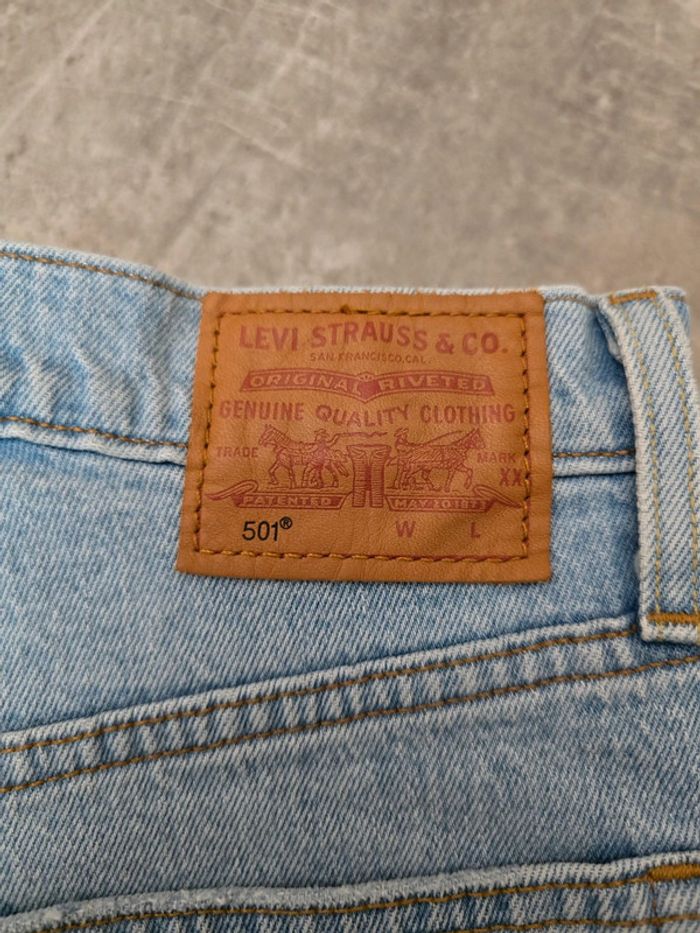 LEVI STRAUSS & CO.
SAN FRANCISCO, CAL.
ORIGINAL RIVETED
GENUINE QUALITY CLOTHING
TRADE MARK
XX
PATENTED MAY 20 1873
501® W L